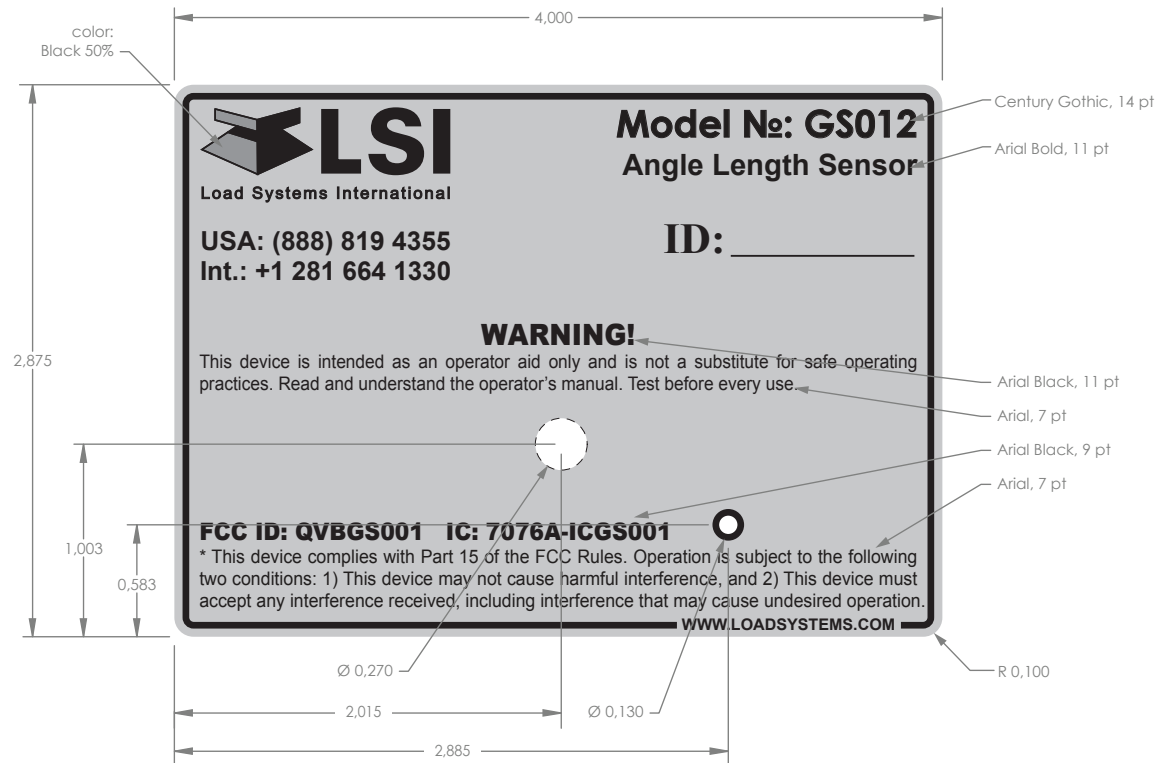 4,000
color:
Black 50%
LSI
Load Systems International
Model №: GS012
Angle Length Sensor
Century Gothic, 14 pt
Arial Bold, 11 pt
USA: (888) 819 4355
Int.: +1 281 664 1330
ID:
WARNING!
This device is intended as an operator aid only and is not a substitute for safe operating
practices. Read and understand the operator’s manual. Test before every use.
2,875
Arial Black, 11 pt
Arial, 7 pt
Arial Black, 9 pt
Arial, 7 pt
FCC ID: QVBGS001 IC: 7076A-ICGS001
* This device complies with Part 15 of the FCC Rules. Operation is subject to the following
two conditions: 1) This device may not cause harmful interference, and 2) This device must
accept any interference received, including interference that may cause undesired operation.
WWW.LOADSYSTEMS.COM
1,003
0,583
Ø 0,270
R 0,100
2,015
Ø 0,130
2,885